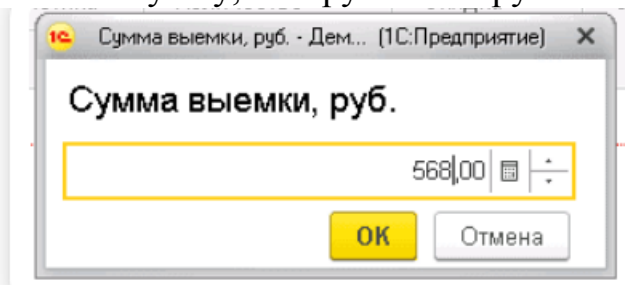 1С Сумма выемки, руб. - Дем... (1С:Предприятие)
Сумма выемки, руб.
568,00
ОК Отмена